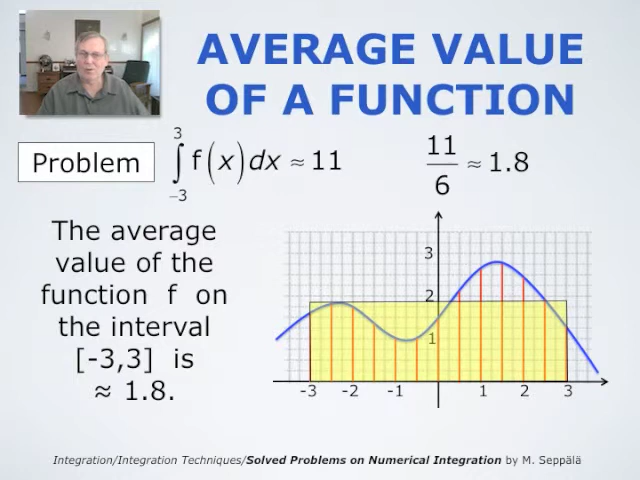 AVERAGE VALUE
OF A FUNCTION
Problem
3
∫ f(x) dx ≈ 11
-3
11
6
≈ 1.8
The average
value of the
function f on
the interval
[-3,3] is
≈ 1.8.
3
2
1
-3 -2 -1 1 2 3
Integration/Integration Techniques/Solved Problems on Numerical Integration by M. Seppälä